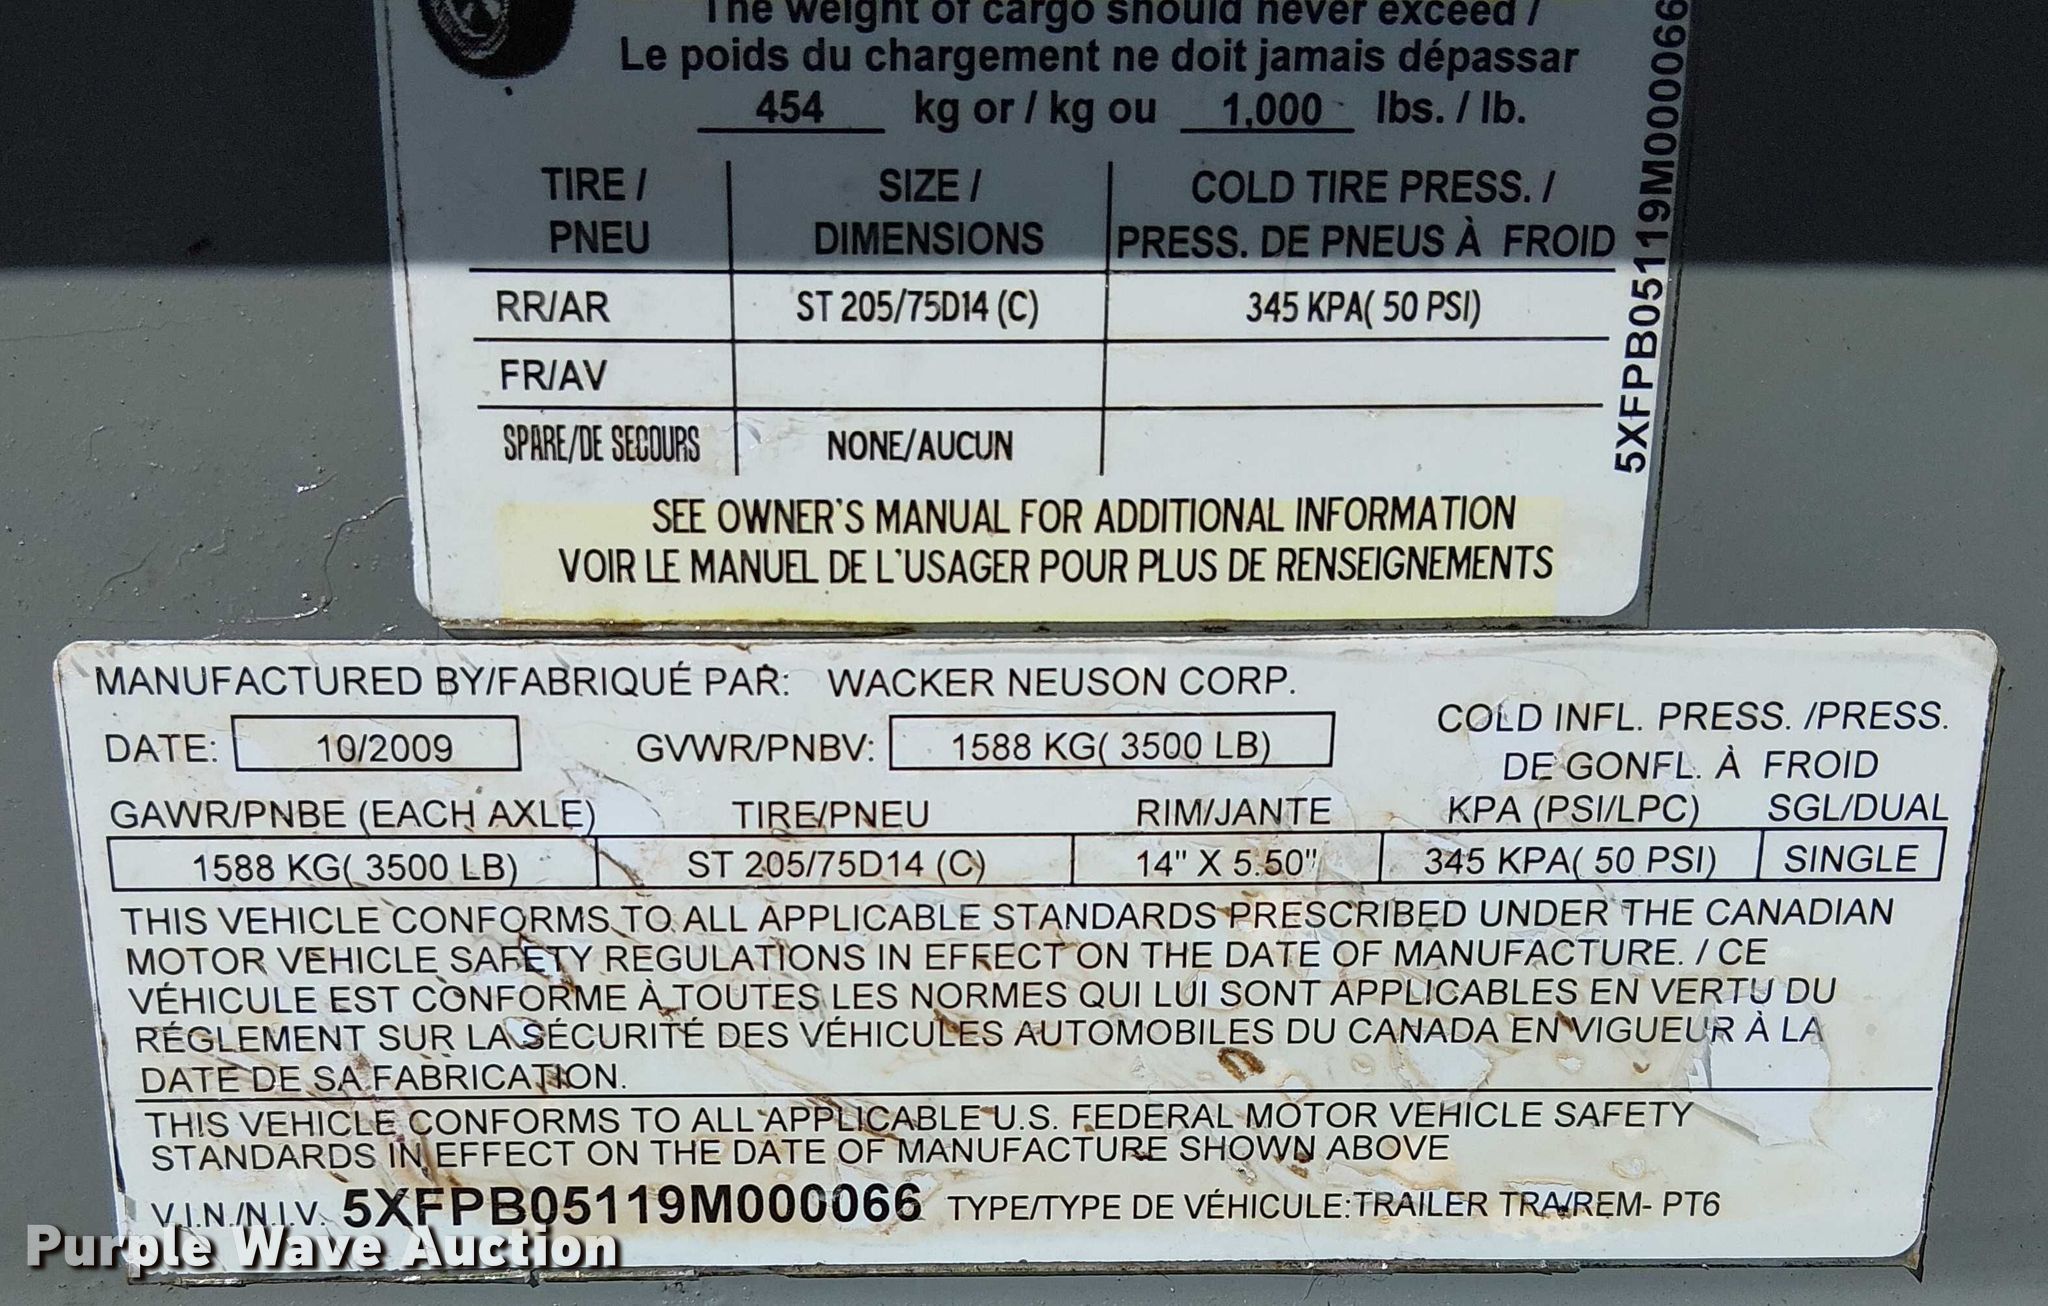 The weight of cargo should never exceed /
Le poids du chargement ne doit jamais dépassar
454 kg or / kg ou 1,000 lbs. / lb.
TIRE / SIZE / COLD TIRE PRESS. /
PNEU DIMENSIONS PRESS. DE PNEUS À FROID
RR/AR ST 205/75D14 (C) 345 KPA( 50 PSI)
FR/AV
SPARE/DE SECOURS NONE/AUCUN
SEE OWNER'S MANUAL FOR ADDITIONAL INFORMATION
VOIR LE MANUEL DE L'USAGER POUR PLUS DE RENSEIGNEMENTS
5XFPB05119M000066
MANUFACTURED BY/FABRIQUÉ PAR: WACKER NEUSON CORP.
DATE: 10/2009 GVWR/PNBV: 1588 KG( 3500 LB) COLD INFL. PRESS. /PRESS.
DE GONFL. À FROID
GAWR/PNBE (EACH AXLE) TIRE/PNEU RIM/JANTE KPA (PSI/LPC) SGL/DUAL
1588 KG( 3500 LB) ST 205/75D14 (C) 14" X 5.50" 345 KPA( 50 PSI) SINGLE
THIS VEHICLE CONFORMS TO ALL APPLICABLE STANDARDS PRESCRIBED UNDER THE CANADIAN
MOTOR VEHICLE SAFETY REGULATIONS IN EFFECT ON THE DATE OF MANUFACTURE. / CE
VÉHICULE EST CONFORME À TOUTES LES NORMES QUI LUI SONT APPLICABLES EN VERTU DU
RÉGLEMENT SUR LA SÉCURITÉ DES VÉHICULES AUTOMOBILES DU CANADA EN VIGUEUR À LA
DATE DE SA FABRICATION.
THIS VEHICLE CONFORMS TO ALL APPLICABLE U.S. FEDERAL MOTOR VEHICLE SAFETY
STANDARDS IN EFFECT ON THE DATE OF MANUFACTURE SHOWN ABOVE
V.I.N./N.I.V. 5XFPB05119M000066 TYPE/TYPE DE VÉHICULE:TRAILER TRA/REM- PT6
Purple Wave Auction